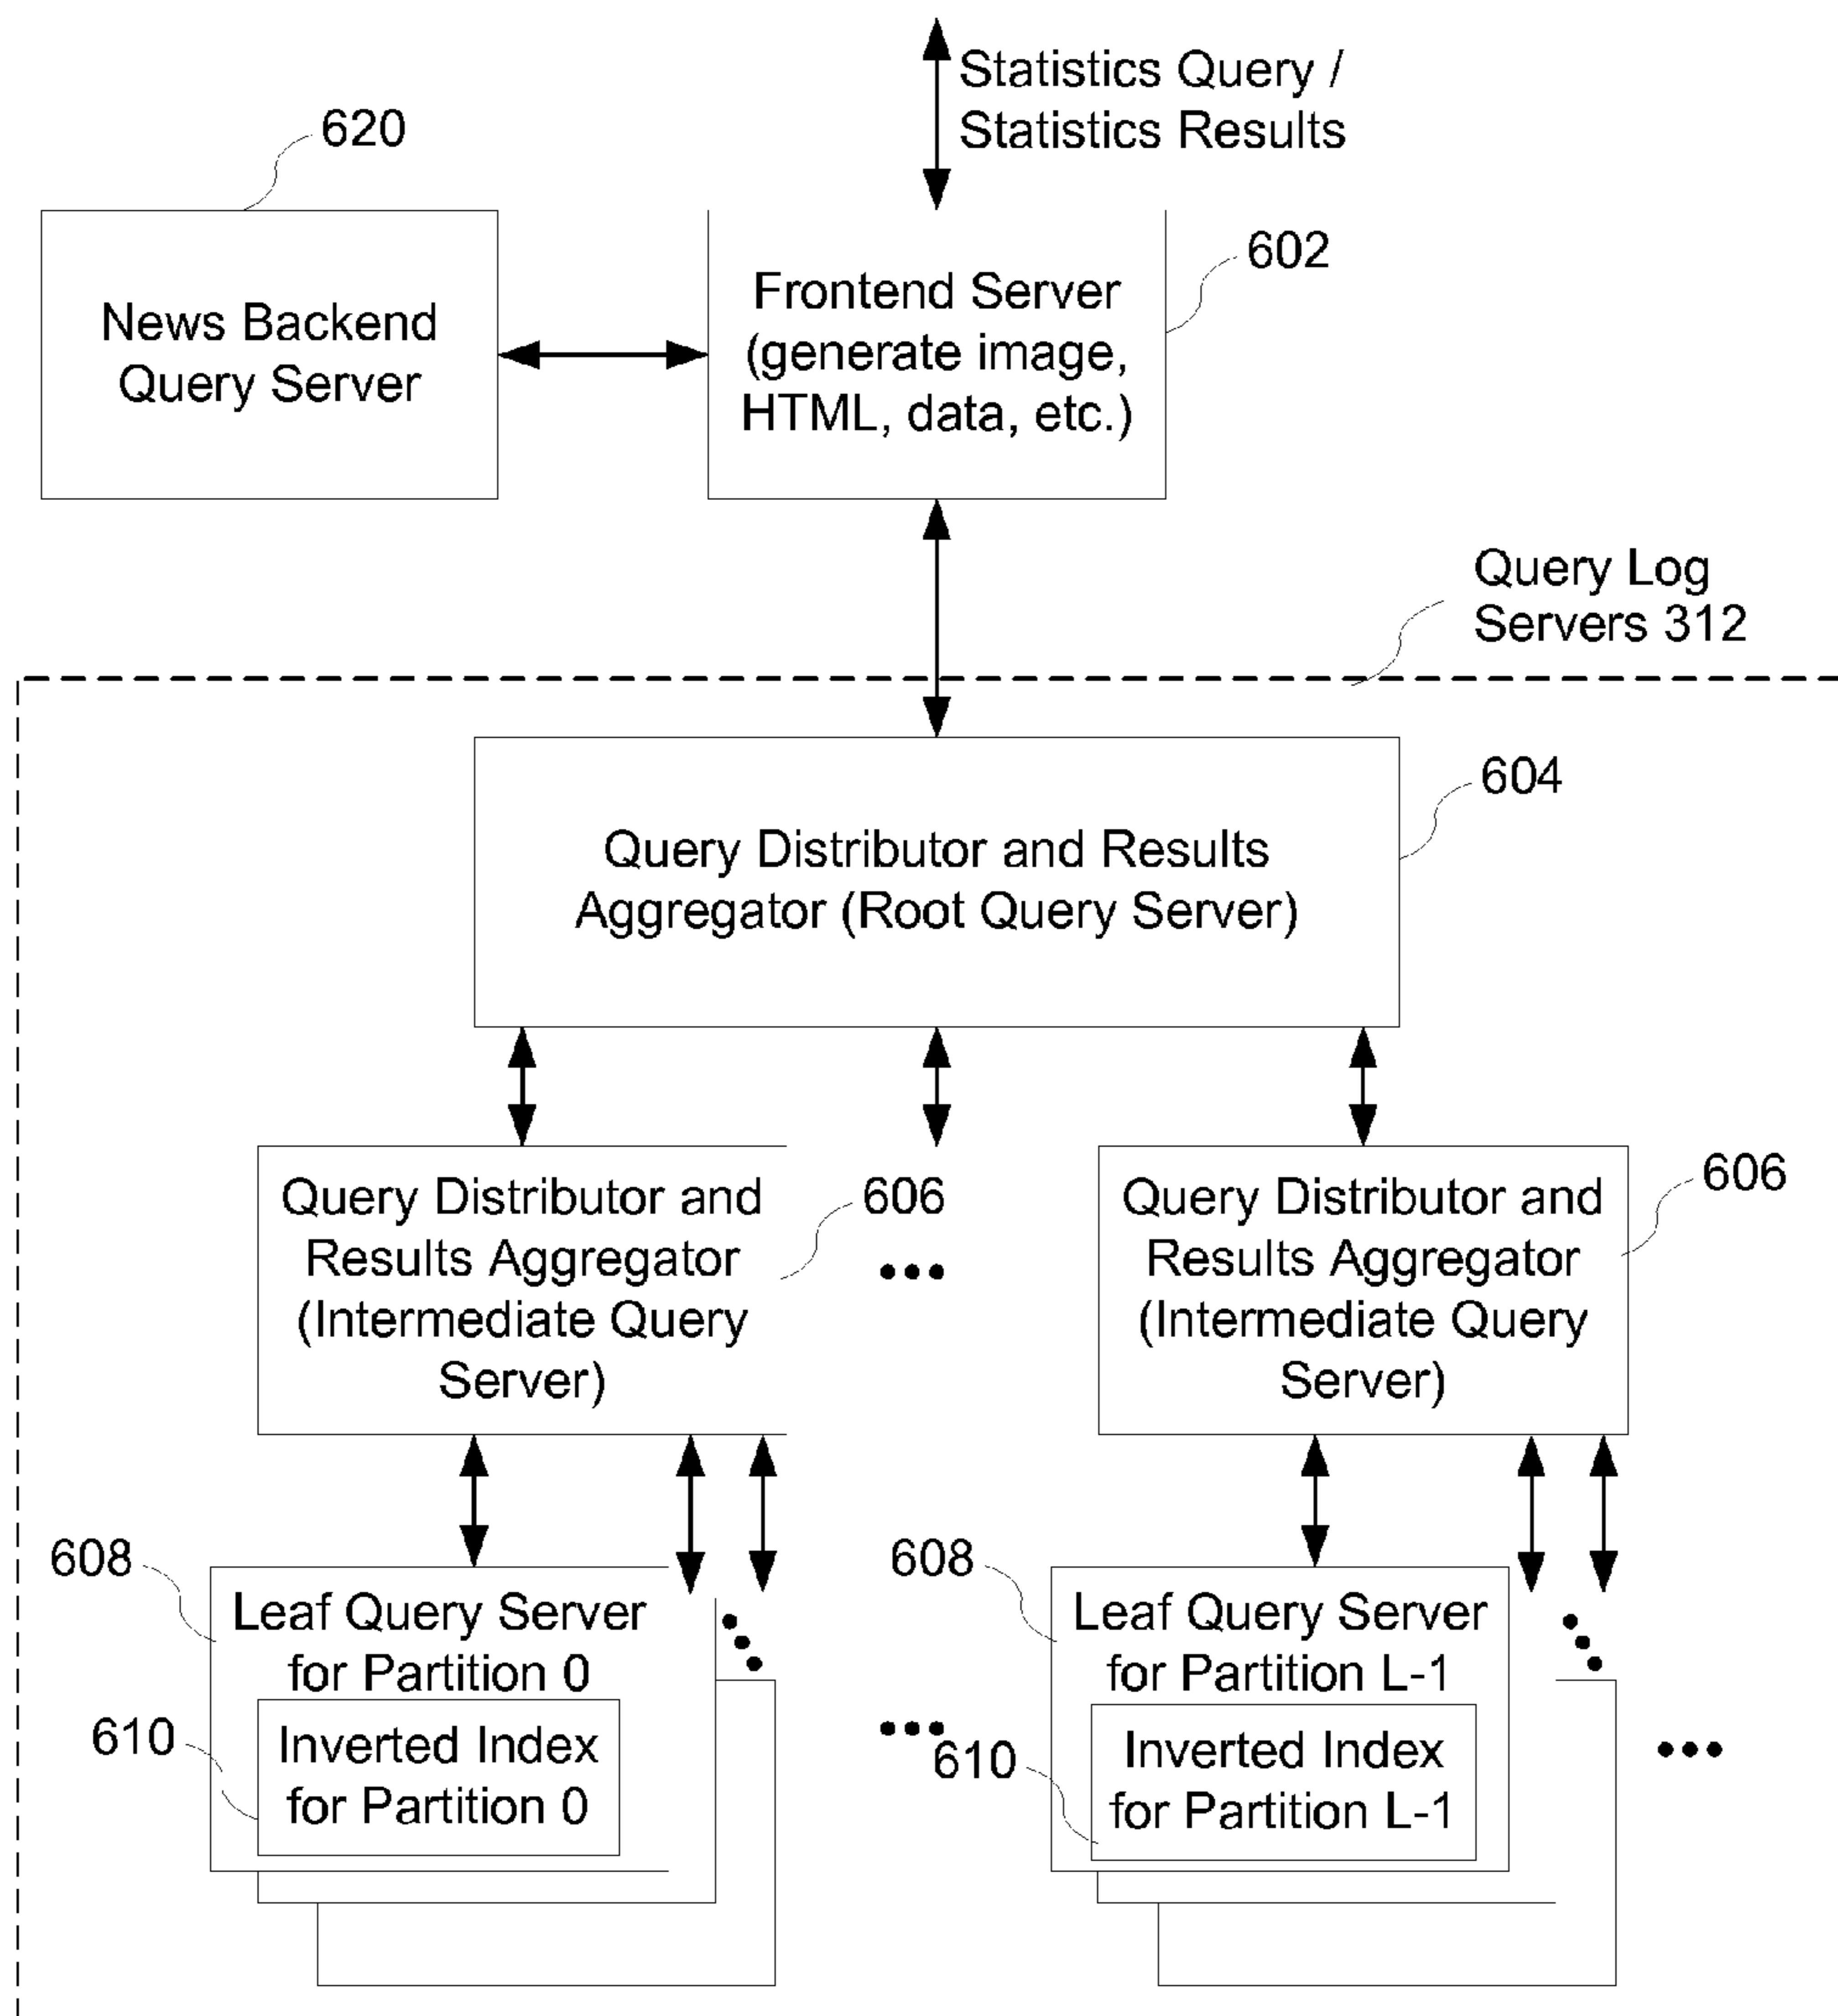 Statistics Query /
Statistics Results
620
602
News Backend
Query Server
Frontend Server
(generate image,
HTML, data, etc.)
Query Log
Servers 312
604
Query Distributor and Results
Aggregator (Root Query Server)
606
Query Distributor and
Results Aggregator
(Intermediate Query
Server)
...
606
Query Distributor and
Results Aggregator
(Intermediate Query
Server)
608
Leaf Query Server
for Partition 0
610
Inverted Index
for Partition 0
...
608
Leaf Query Server
for Partition L-1
610
Inverted Index
for Partition L-1
...